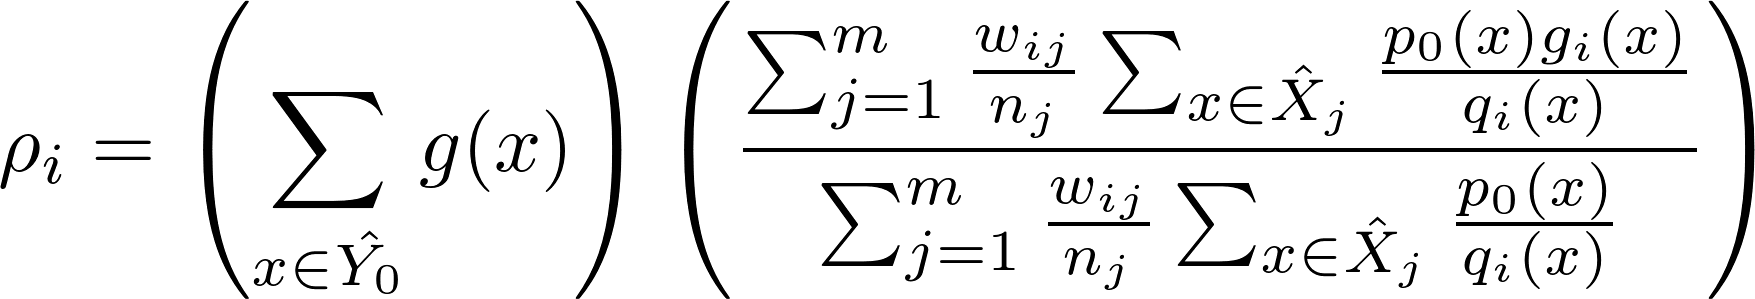 \rho_i = \left( \sum_{x \in \hat{Y}_0} g(x) \right) \left( \frac{\sum_{j=1}^{m} \frac{w_{ij}}{n_j} \sum_{x \in \hat{X}_j} \frac{p_0(x) g_i(x)}{q_i(x)}}{\sum_{j=1}^{m} \frac{w_{ij}}{n_j} \sum_{x \in \hat{X}_j} \frac{p_0(x)}{q_i(x)}} \right)